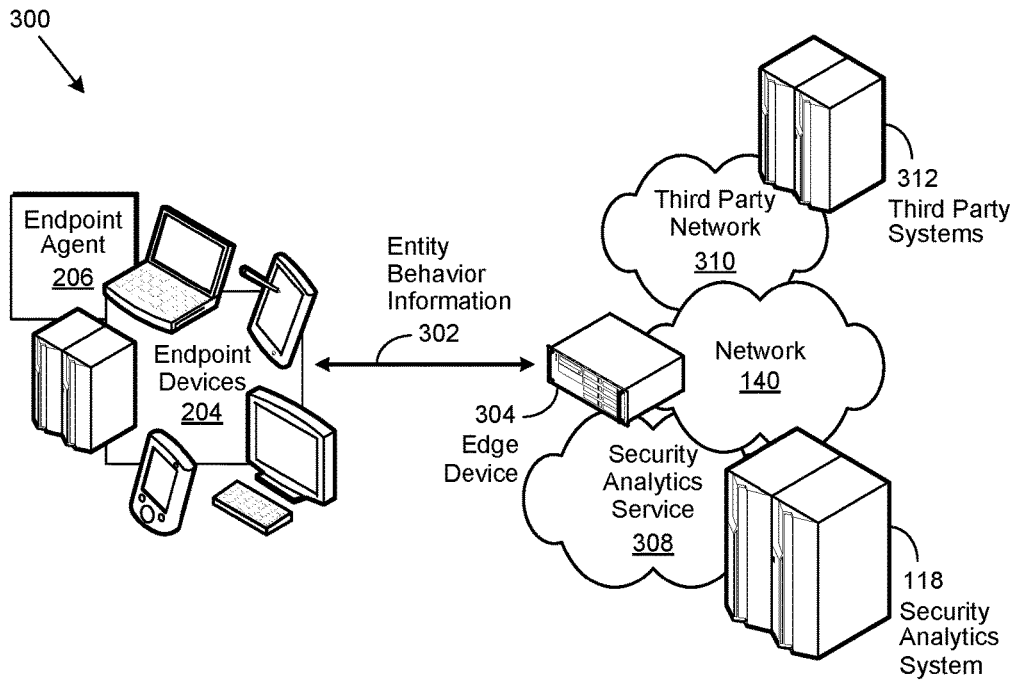 300
Endpoint
Agent
206
Endpoint
Devices
204
Entity
Behavior
Information
302
304
Edge
Device
Third Party
Network
310
312
Third Party
Systems
Network
140
Security
Analytics
Service
308
118
Security
Analytics
System